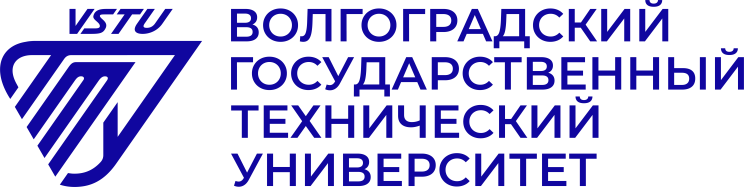 VSTU
ВОЛГОГРАДСКИЙ
ГОСУДАРСТВЕННЫЙ
ТЕХНИЧЕСКИЙ
УНИВЕРСИТЕТ